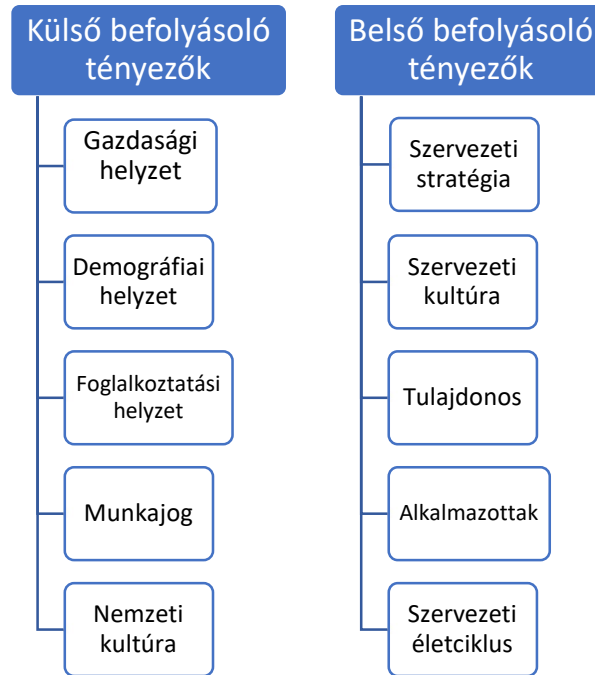 Külső befolyásoló
tényezők
Gazdasági
helyzet
Demográfiai
helyzet
Foglalkoztatási
helyzet
Munkajog
Nemzeti
kultúra
Belső befolyásoló
tényezők
Szervezeti
stratégia
Szervezeti
kultúra
Tulajdonos
Alkalmazottak
Szervezeti
életciklus